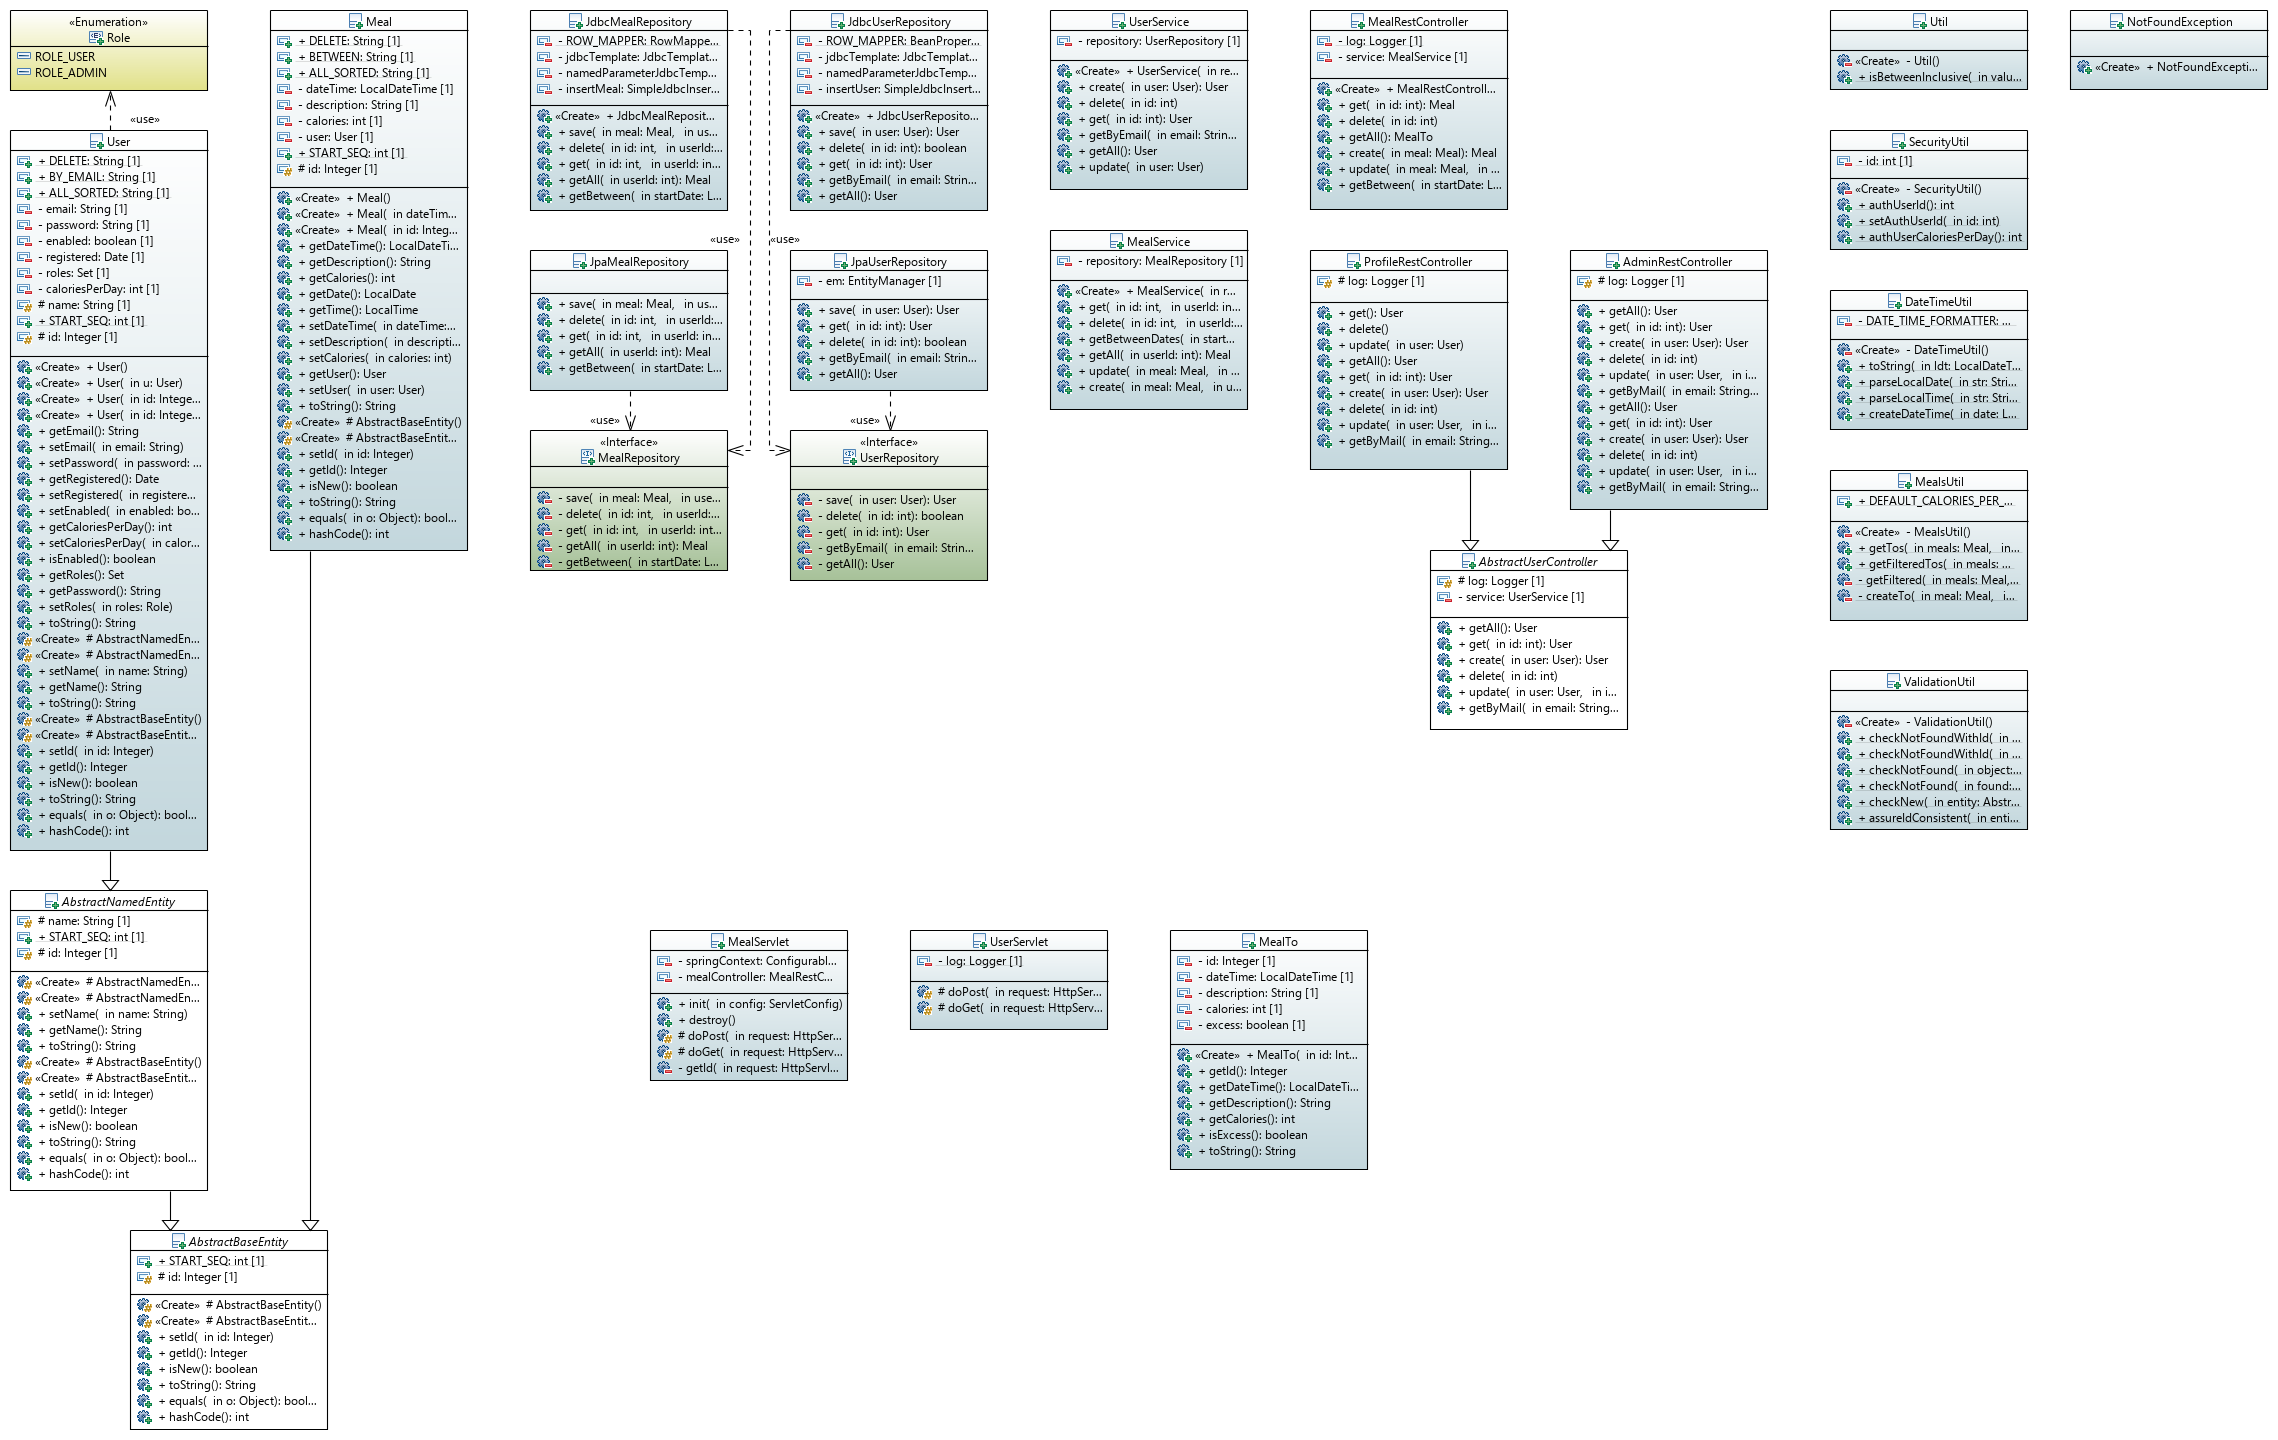 «Enumeration»
Role
ROLE_USER
ROLE_ADMIN
«use»
User
+ DELETE: String [1]
+ BY_EMAIL: String [1]
+ ALL_SORTED: String [1]
- email: String [1]
- password: String [1]
- enabled: boolean [1]
- registered: Date [1]
- roles: Set [1]
- caloriesPerDay: int [1]
# name: String [1]
+ START_SEQ: int [1]
# id: Integer [1]
«Create» + User()
«Create» + User( in u: User)
«Create» + User( in id: Intege...
«Create» + User( in id: Intege...
+ getEmail(): String
+ setEmail( in email: String)
+ setPassword( in password: ...
+ getRegistered(): Date
+ setRegistered( in registere...
+ setEnabled( in enabled: bo...
+ getCaloriesPerDay(): int
+ setCaloriesPerDay( in calor...
+ isEnabled(): boolean
+ getRoles(): Set
+ getPassword(): String
+ setRoles( in roles: Role)
+ toString(): String
«Create» # AbstractNamedEn...
«Create» # AbstractNamedEn...
+ setName( in name: String)
+ getName(): String
+ toString(): String
«Create» # AbstractBaseEntity()
«Create» # AbstractBaseEntit...
+ setId( in id: Integer)
+ getId(): Integer
+ isNew(): boolean
+ toString(): String
+ equals( in o: Object): bool...
+ hashCode(): int
AbstractNamedEntity
# name: String [1]
+ START_SEQ: int [1]
# id: Integer [1]
«Create» # AbstractNamedEn...
«Create» # AbstractNamedEn...
+ setName( in name: String)
+ getName(): String
+ toString(): String
«Create» # AbstractBaseEntity()
«Create» # AbstractBaseEntit...
+ setId( in id: Integer)
+ getId(): Integer
+ isNew(): boolean
+ toString(): String
+ equals( in o: Object): bool...
+ hashCode(): int
AbstractBaseEntity
+ START_SEQ: int [1]
# id: Integer [1]
«Create» # AbstractBaseEntity()
«Create» # AbstractBaseEntit...
+ setId( in id: Integer)
+ getId(): Integer
+ isNew(): boolean
+ toString(): String
+ equals( in o: Object): bool...
+ hashCode(): int
Meal
+ DELETE: String [1]
+ BETWEEN: String [1]
+ ALL_SORTED: String [1]
- dateTime: LocalDateTime [1]
- description: String [1]
- calories: int [1]
- user: User [1]
+ START_SEQ: int [1]
# id: Integer [1]
«Create» + Meal()
«Create» + Meal( in dateTim...
«Create» + Meal( in id: Integ...
+ getDateTime(): LocalDateTi...
+ getDescription(): String
+ getCalories(): int
+ getDate(): LocalDate
+ getTime(): LocalTime
+ setDateTime( in dateTime:...
+ setDescription( in descripti...
+ setCalories( in calories: int)
+ getUser(): User
+ setUser( in user: User)
+ toString(): String
«Create» # AbstractBaseEntity()
«Create» # AbstractBaseEntit...
+ setId( in id: Integer)
+ getId(): Integer
+ isNew(): boolean
+ toString(): String
+ equals( in o: Object): bool...
+ hashCode(): int
JdbcMealRepository
- ROW_MAPPER: RowMappe...
- jdbcTemplate: JdbcTemplat...
- namedParameterJdbcTemp...
- insertMeal: SimpleJdbcInser...
«Create» + JdbcMealReposit...
+ save( in meal: Meal, in us...
+ delete( in id: int, in userId:...
+ get( in id: int, in userId: in...
+ getAll( in userId: int): Meal
+ getBetween( in startDate: L...
«use»
JpaMealRepository
+ save( in meal: Meal, in us...
+ delete( in id: int, in userId:...
+ get( in id: int, in userId: in...
+ getAll( in userId: int): Meal
+ getBetween( in startDate: L...
«use»
«Interface»
MealRepository
- save( in meal: Meal, in use...
- delete( in id: int, in userId:...
- get( in id: int, in userId: int...
- getAll( in userId: int): Meal
- getBetween( in startDate: L...
JdbcUserRepository
- ROW_MAPPER: BeanProper...
- jdbcTemplate: JdbcTemplat...
- namedParameterJdbcTemp...
- insertUser: SimpleJdbcInsert...
«Create» + JdbcUserReposito...
+ save( in user: User): User
+ delete( in id: int): boolean
+ get( in id: int): User
+ getByEmail( in email: Strin...
+ getAll(): User
«use»
JpaUserRepository
- em: EntityManager [1]
+ save( in user: User): User
+ get( in id: int): User
+ delete( in id: int): boolean
+ getByEmail( in email: Strin...
+ getAll(): User
«use»
«Interface»
UserRepository
- save( in user: User): User
- delete( in id: int): boolean
- get( in id: int): User
- getByEmail( in email: Strin...
- getAll(): User
UserService
- repository: UserRepository [1]
«Create» + UserService( in re...
+ create( in user: User): User
+ delete( in id: int)
+ get( in id: int): User
+ getByEmail( in email: Strin...
+ getAll(): User
+ update( in user: User)
MealService
- repository: MealRepository [1]
«Create» + MealService( in r...
+ get( in id: int, in userId: in...
+ delete( in id: int, in userId:...
+ getBetweenDates( in start...
+ getAll( in userId: int): Meal
+ update( in meal: Meal, in ...
+ create( in meal: Meal, in u...
MealRestController
- log: Logger [1]
- service: MealService [1]
«Create» + MealRestControll...
+ get( in id: int): Meal
+ delete( in id: int)
+ getAll(): MealTo
+ create( in meal: Meal): Meal
+ update( in meal: Meal, in ...
+ getBetween( in startDate: L...
ProfileRestController
# log: Logger [1]
+ get(): User
+ delete()
+ update( in user: User)
+ getAll(): User
+ get( in id: int): User
+ create( in user: User): User
+ delete( in id: int)
+ update( in user: User, in i...
+ getByMail( in email: String...
AdminRestController
# log: Logger [1]
+ getAll(): User
+ get( in id: int): User
+ create( in user: User): User
+ delete( in id: int)
+ update( in user: User, in i...
+ getByMail( in email: String...
+ getAll(): User
+ get( in id: int): User
+ create( in user: User): User
+ delete( in id: int)
+ update( in user: User, in i...
+ getByMail( in email: String...
AbstractUserController
# log: Logger [1]
- service: UserService [1]
+ getAll(): User
+ get( in id: int): User
+ create( in user: User): User
+ delete( in id: int)
+ update( in user: User, in i...
+ getByMail( in email: String...
Util
«Create» - Util()
+ isBetweenInclusive( in valu...
NotFoundException
«Create» + NotFoundExcepti...
SecurityUtil
- id: int [1]
«Create» - SecurityUtil()
+ authUserId(): int
+ setAuthUserId( in id: int)
+ authUserCaloriesPerDay(): int
DateTimeUtil
- DATE_TIME_FORMATTER: ...
«Create» - DateTimeUtil()
+ toString( in ldt: LocalDateT...
+ parseLocalDate( in str: Stri...
+ parseLocalTime( in str: Stri...
+ createDateTime( in date: L...
MealsUtil
+ DEFAULT_CALORIES_PER_...
«Create» - MealsUtil()
+ getTos( in meals: Meal, in...
+ getFilteredTos( in meals: ...
- getFiltered( in meals: Meal,...
- createTo( in meal: Meal, i...
ValidationUtil
«Create» - ValidationUtil()
+ checkNotFoundWithId( in ...
+ checkNotFoundWithId( in ...
+ checkNotFound( in object:...
+ checkNotFound( in found:...
+ checkNew( in entity: Abstr...
+ assureIdConsistent( in enti...
MealServlet
- springContext: Configurabl...
- mealController: MealRestC...
+ init( in config: ServletConfig)
+ destroy()
# doPost( in request: HttpSer...
# doGet( in request: HttpServ...
- getId( in request: HttpServl...
UserServlet
- log: Logger [1]
# doPost( in request: HttpSer...
# doGet( in request: HttpServ...
MealTo
- id: Integer [1]
- dateTime: LocalDateTime [1]
- description: String [1]
- calories: int [1]
- excess: boolean [1]
«Create» + MealTo( in id: Int...
+ getId(): Integer
+ getDateTime(): LocalDateTi...
+ getDescription(): String
+ getCalories(): int
+ isExcess(): boolean
+ toString(): String